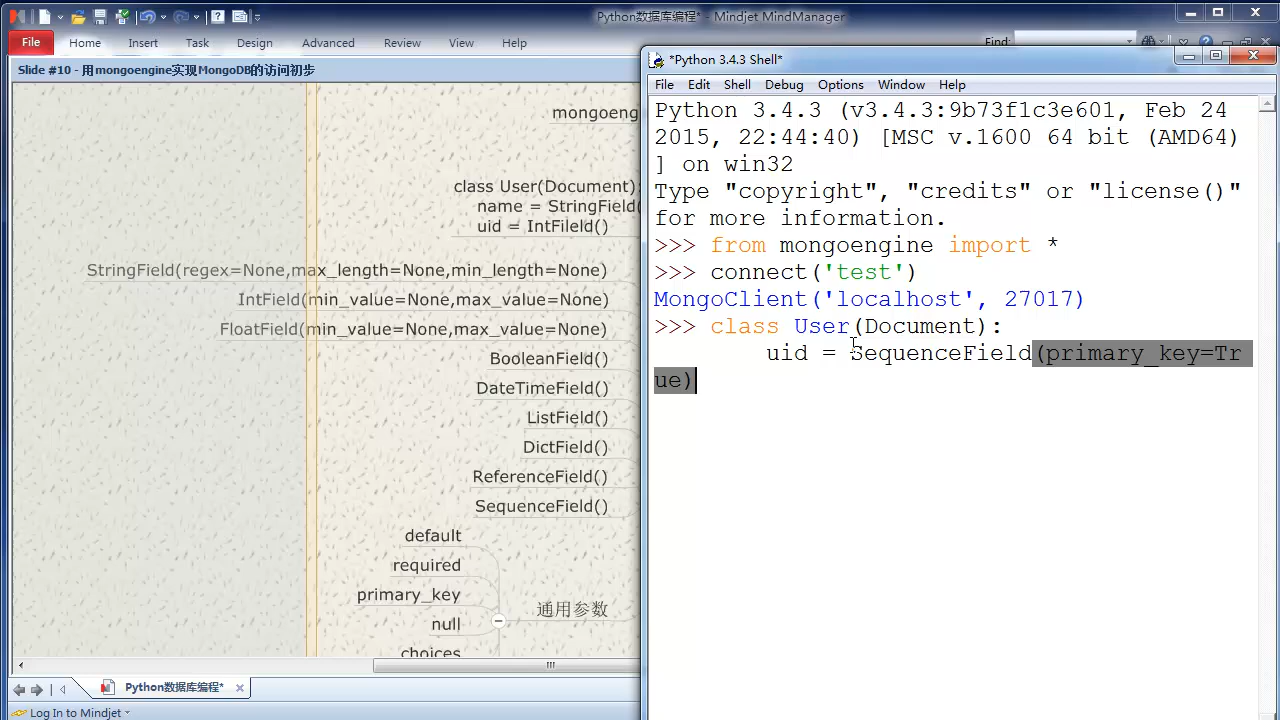 Python数据库编程* - Mindjet MindManager
File Home Insert Task Design Advanced Review View Help Find:
Slide #10 - 用mongoengine实现MongoDB的访问初步
mongoeng
class User(Document):
name = StringField(
uid = IntFileld()
StringField(regex=None,max_length=None,min_length=None)
IntField(min_value=None,max_value=None)
FloatField(min_value=None,max_value=None)
BooleanField()
DateTimeField()
ListField()
DictField()
ReferenceField()
SequenceField()
default
required
primary_key
通用参数
null
choices
Python数据库编程*
Log In to Mindjet
*Python 3.4.3 Shell*
File Edit Shell Debug Options Window Help
Python 3.4.3 (v3.4.3:9b73f1c3e601, Feb 24
2015, 22:44:40) [MSC v.1600 64 bit (AMD64)
] on win32
Type "copyright", "credits" or "license()"
for more information.
>>> from mongoengine import *
>>> connect('test')
MongoClient('localhost', 27017)
>>> class User(Document):
uid = SequenceField(primary_key=Tr
ue)